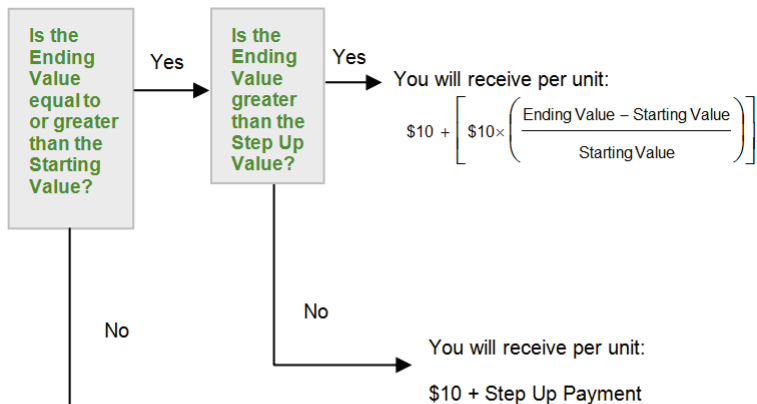 Is the
Ending
Value
equal to
or greater
than the
Starting
Value?
Yes
Is the
Ending
Value
greater
than the
Step Up
Value?
Yes
You will receive per unit:
$10 + [ $10× ( Ending Value – Starting Value
Starting Value ) ]
No
No
You will receive per unit:
$10 + Step Up Payment